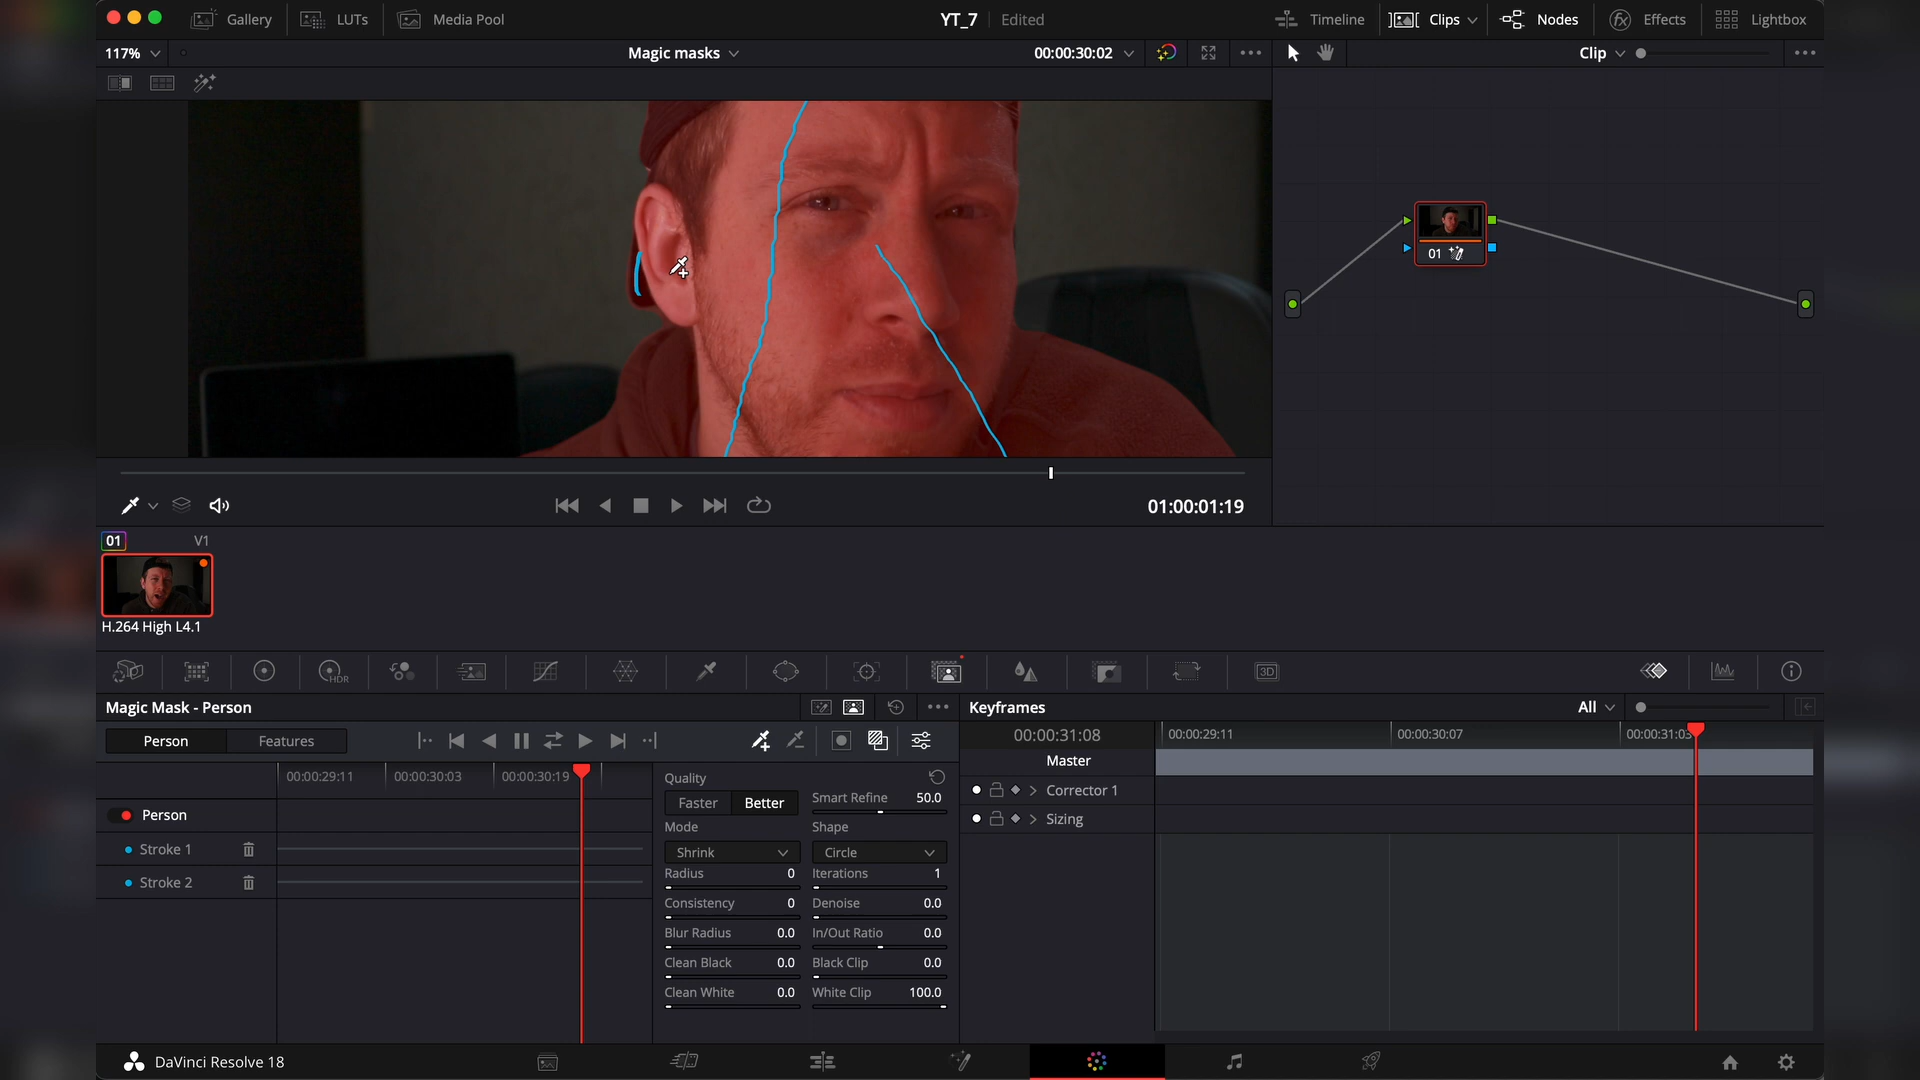 Gallery LUTs Media Pool YT_7 Edited Timeline Clips Nodes Effects Lightbox
117% Magic masks 00:00:30:02 Clip
01
01:00:01:19
01 V1
H.264 High L4.1
HDR 3D
Magic Mask - Person
Person Features
00:00:29:11 00:00:30:03 00:00:30:19
Person
Stroke 1
Stroke 2
Quality
Faster Better Smart Refine 50.0
Mode Shape
Shrink Circle
Radius 0 Iterations 1
Consistency 0 Denoise 0.0
Blur Radius 0.0 In/Out Ratio 0.0
Clean Black 0.0 Black Clip 0.0
Clean White 0.0 White Clip 100.0
Keyframes All
00:00:31:08 00:00:29:11 00:00:30:07 00:00:31:03
Master
Corrector 1
Sizing
DaVinci Resolve 18